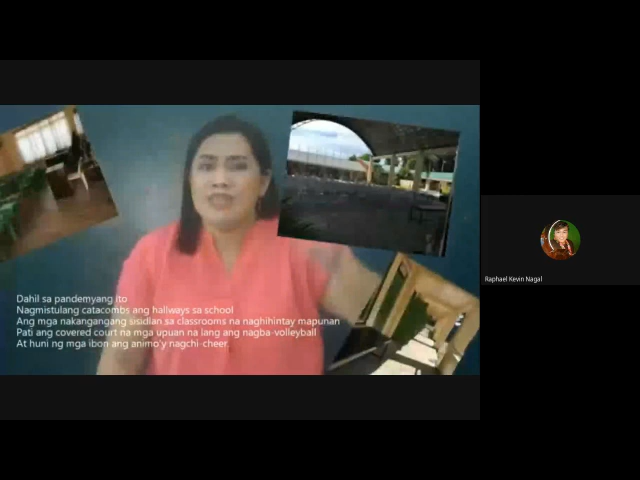 Dahil sa pandemyang ito
Nagmistulang catacombs ang hallways sa school
Ang mga nakangangang sisidlan sa classrooms na naghihintay mapunan
Pati ang covered court na mga upuan na lang ang nagba-volleyball
At huni ng mga ibon ang animo'y nagchi-cheer.
Raphael Kevin Nagal